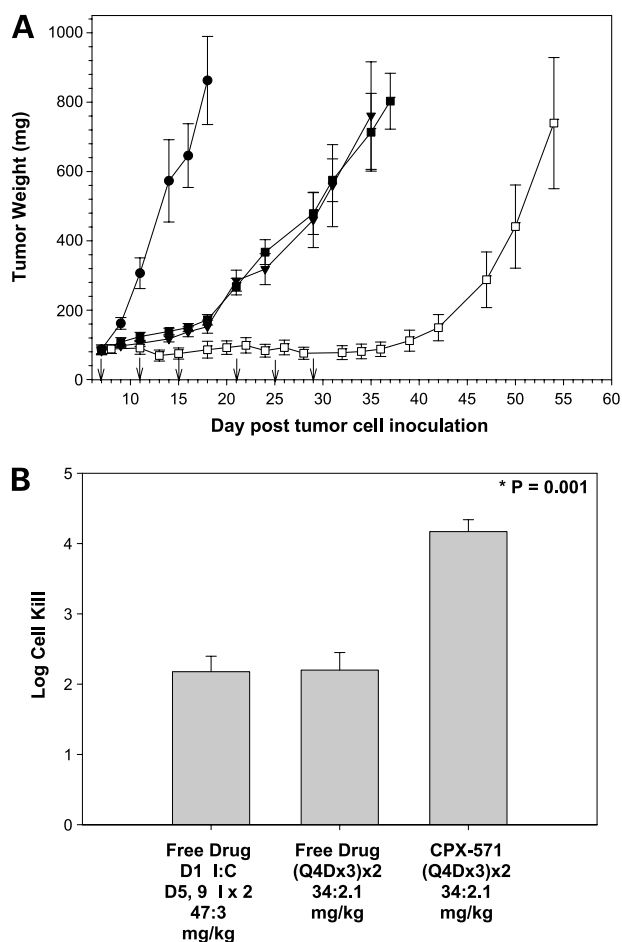 A
Tumor Weight (mg)
1000
800
600
400
200
0
10
15
20
25
30
35
40
45
50
55
60
Day post tumor cell inoculation
B
* P = 0.001
Log Cell Kill
5
4
3
2
1
0
Free Drug
D1 I:C
D5, 9 I x 2
47:3
mg/kg
Free Drug
(Q4Dx3)x2
34:2.1
mg/kg
CPX-571
(Q4Dx3)x2
34:2.1
mg/kg